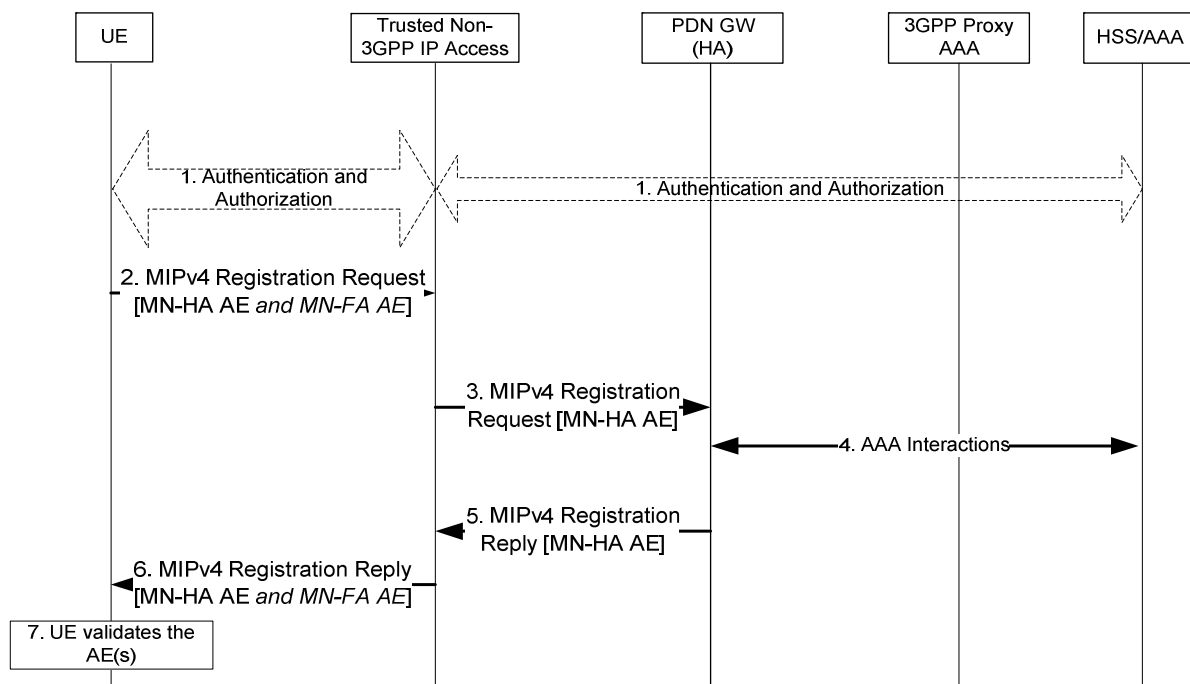 UE
Trusted Non-
3GPP IP Access
PDN GW
(HA)
3GPP Proxy
AAA
HSS/AAA
1. Authentication and
Authorization
1. Authentication and Authorization
2. MIPv4 Registration Request
[MN-HA AE and MN-FA AE]
3. MIPv4 Registration
Request [MN-HA AE]
4. AAA Interactions
5. MIPv4 Registration
Reply [MN-HA AE]
6. MIPv4 Registration Reply
[MN-HA AE and MN-FA AE]
7. UE validates the
AE(s)